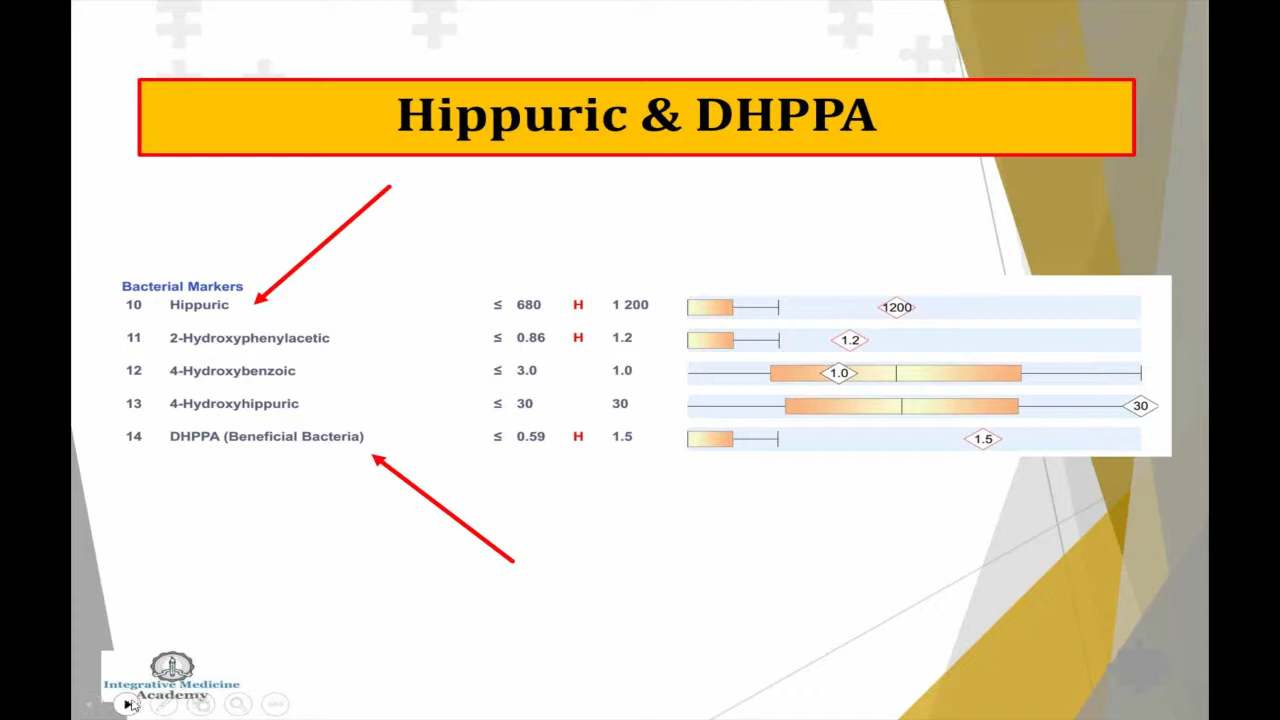 Hippuric & DHPPA
Bacterial Markers
10 Hippuric ≤ 680 H 1 200 1200
11 2-Hydroxyphenylacetic ≤ 0.86 H 1.2 1.2
12 4-Hydroxybenzoic ≤ 3.0 1.0 1.0
13 4-Hydroxyhippuric ≤ 30 30 30
14 DHPPA (Beneficial Bacteria) ≤ 0.59 H 1.5 1.5
Integrative Medicine
Academy